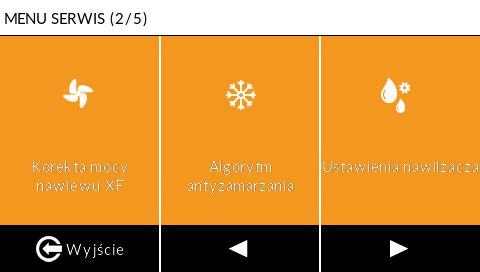 MENU SERWIS (2/5)
Korekta mocy
nawiewu XF
Algorytm
antyzamarzania
Ustawienia nawilżacza
Wyjście